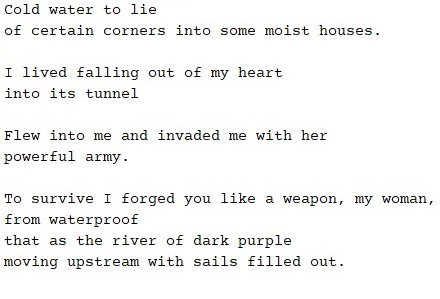 Cold water to lie
of certain corners into some moist houses.
I lived falling out of my heart
into its tunnel
Flew into me and invaded me with her
powerful army.
To survive I forged you like a weapon, my woman,
from waterproof
that as the river of dark purple
moving upstream with sails filled out.